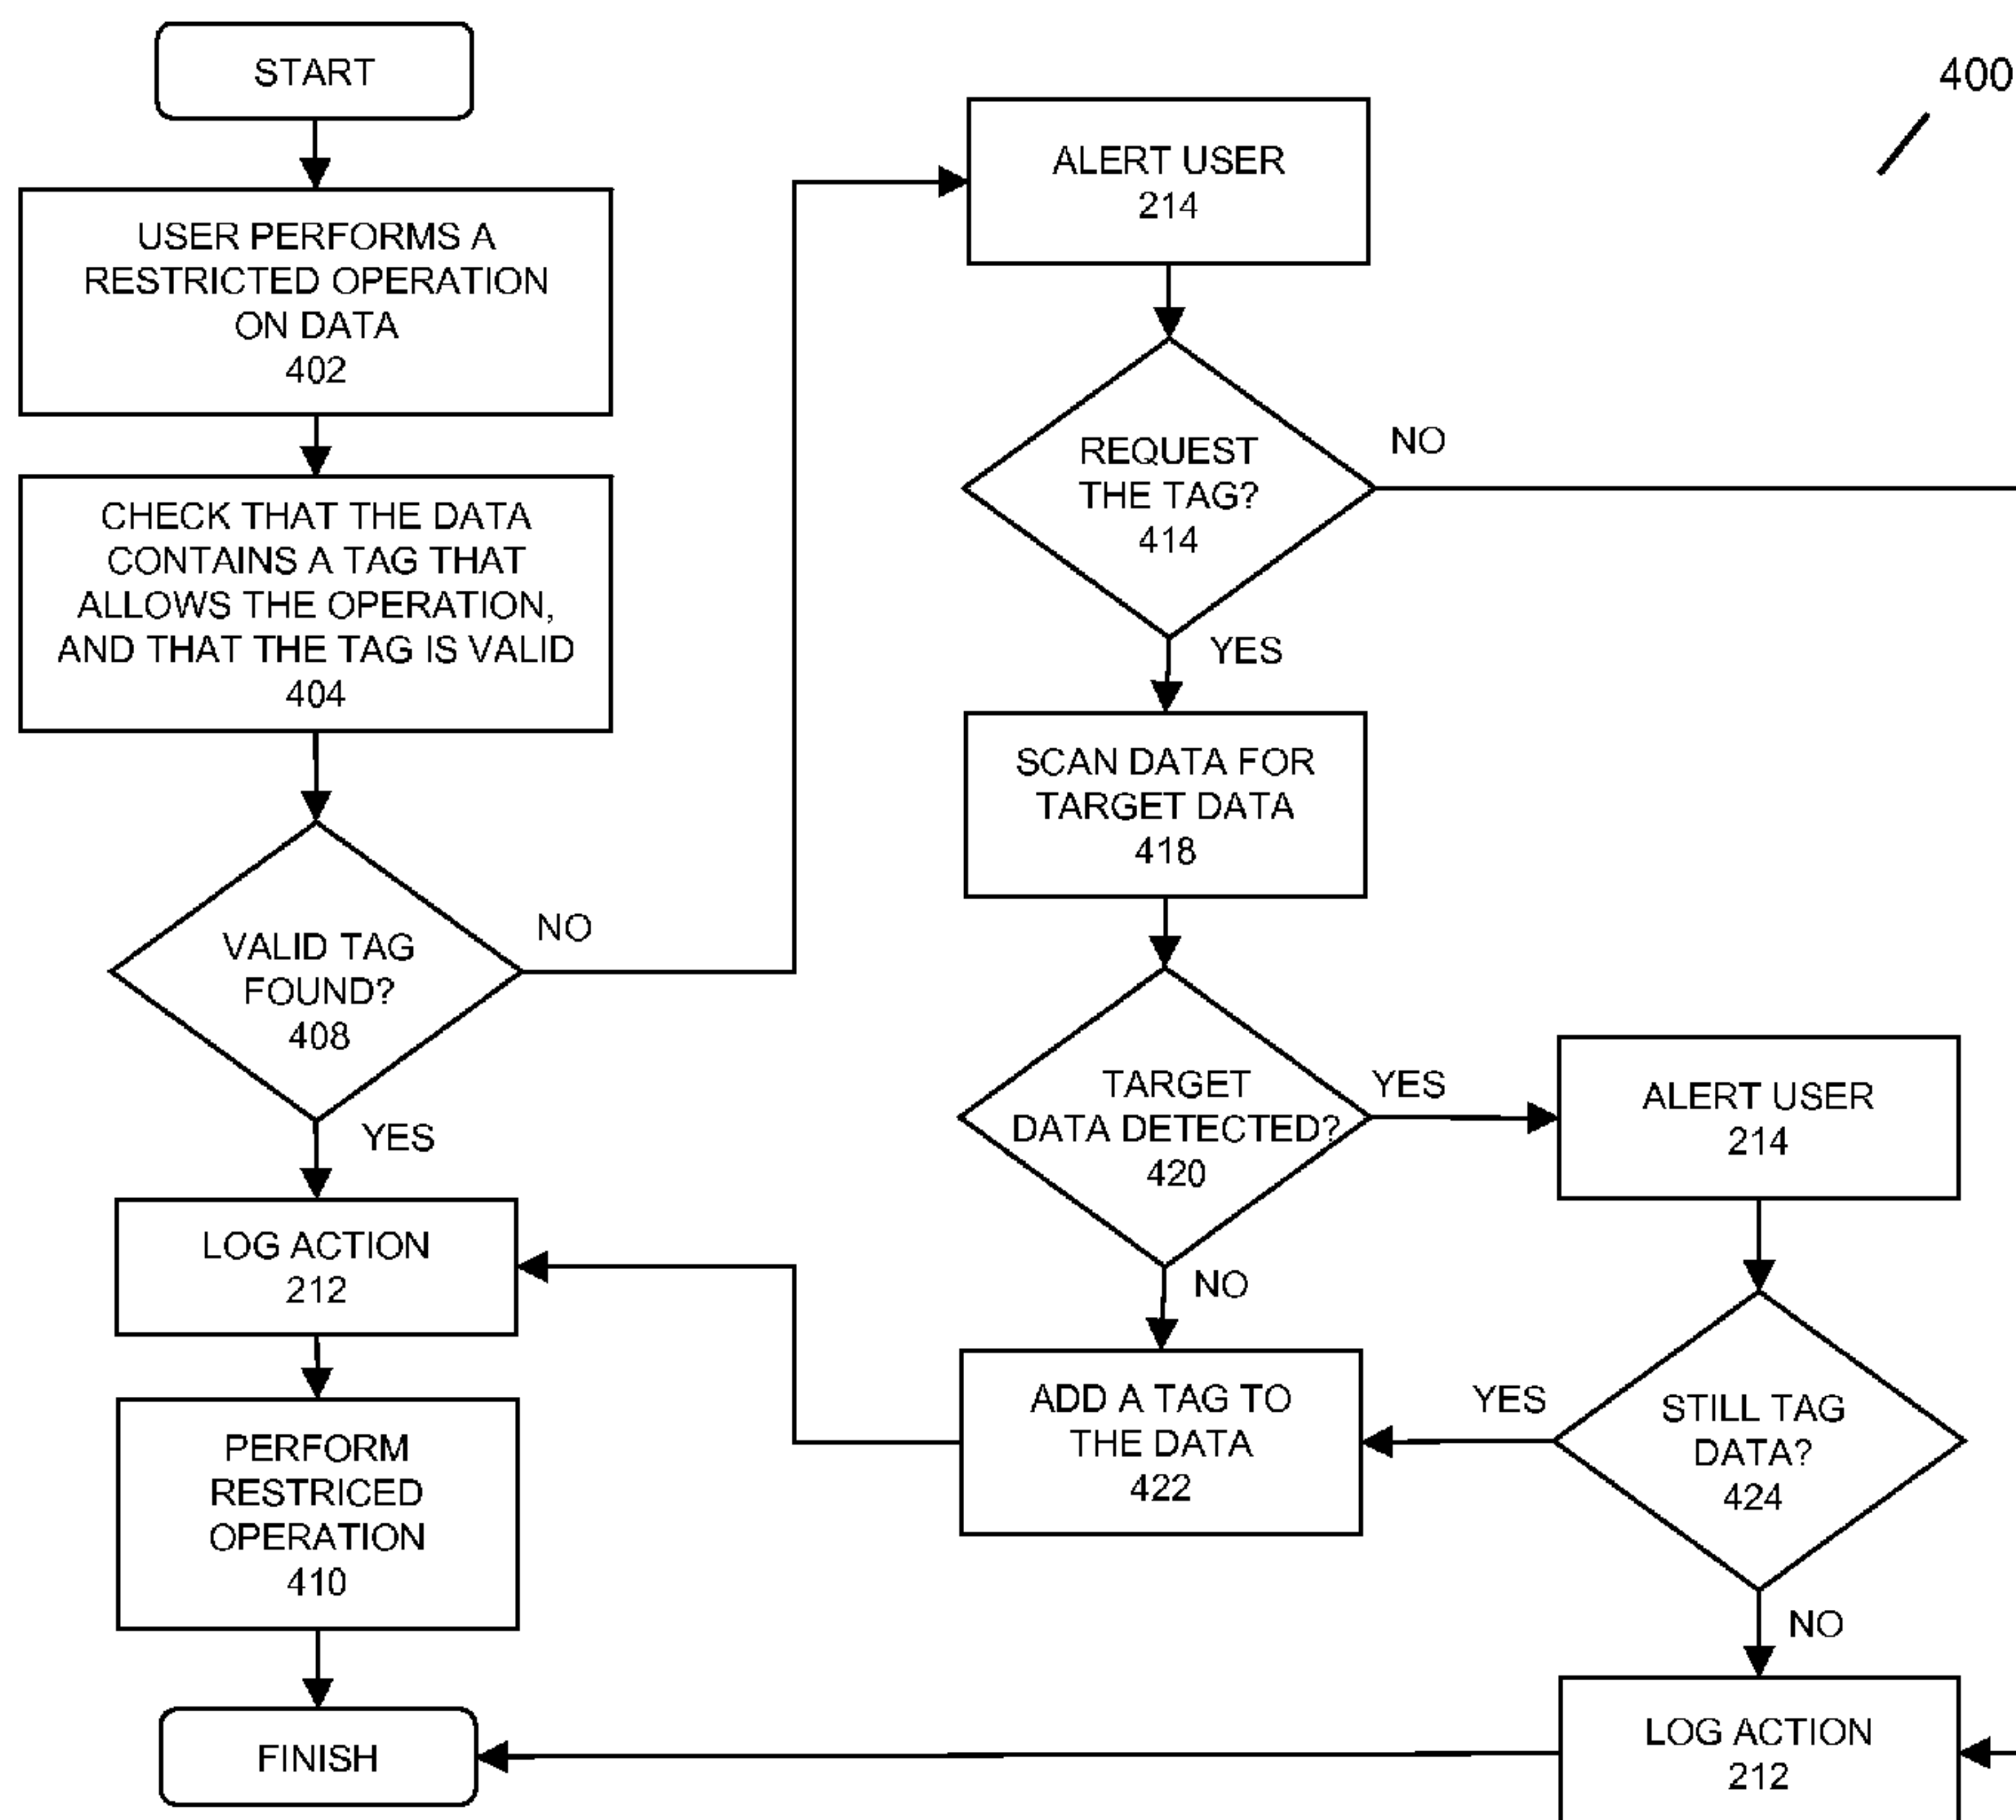 START
USER PERFORMS A
RESTRICTED OPERATION
ON DATA
402
CHECK THAT THE DATA
CONTAINS A TAG THAT
ALLOWS THE OPERATION,
AND THAT THE TAG IS VALID
404
VALID TAG
FOUND?
408
NO
YES
LOG ACTION
212
PERFORM
RESTRICED
OPERATION
410
FINISH
400
ALERT USER
214
REQUEST
THE TAG?
414
NO
YES
SCAN DATA FOR
TARGET DATA
418
TARGET
DATA DETECTED?
420
YES
NO
ADD A TAG TO
THE DATA
422
ALERT USER
214
STILL TAG
DATA?
424
YES
NO
LOG ACTION
212